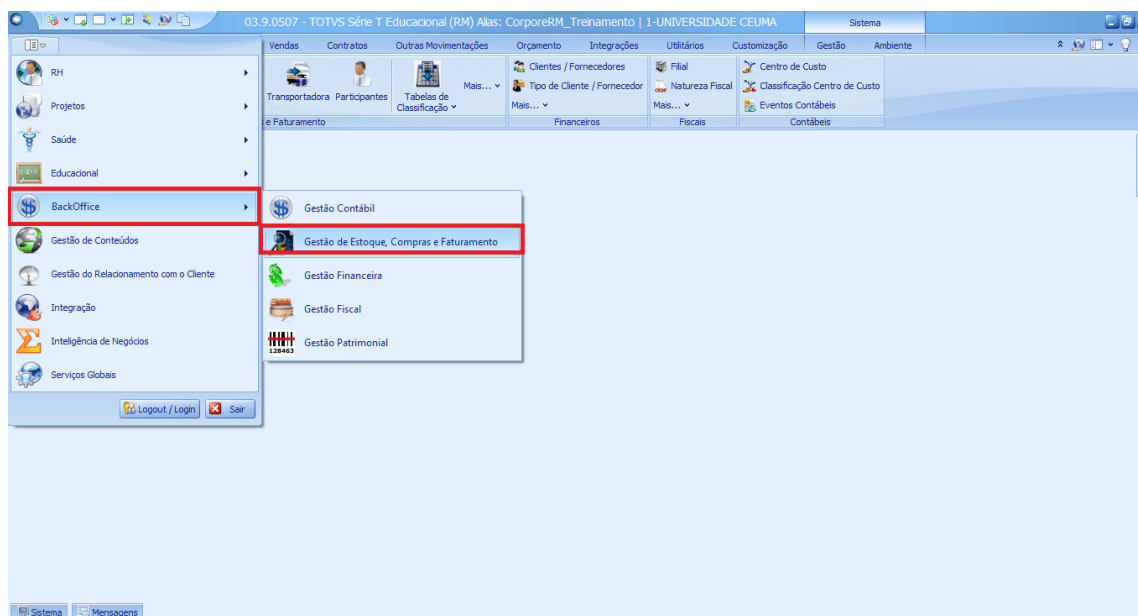 03.9.0507 - TOTVS Série T Educacional (RM) Alias: CorporeRM_Treinamento | 1-UNIVERSIDADE CEUMA
Sistema
Vendas Contratos Outras Movimentações Orçamento Integrações Utilitários Customização Gestão Ambiente
Transportadora Participantes Tabelas de Classificação Mais...
e Faturamento
Clientes / Fornecedores
Tipo de Cliente / Fornecedor
Mais...
Financeiros
Filial
Natureza Fiscal
Mais...
Fiscais
Centro de Custo
Classificação Centro de Custo
Eventos Contábeis
Contábeis
RH
Projetos
Saúde
Educacional
BackOffice
Gestão de Conteúdos
Gestão do Relacionamento com o Cliente
Integração
Inteligência de Negócios
Serviços Globais
Logout / Login Sair
Gestão Contábil
Gestão de Estoque, Compras e Faturamento
Gestão Financeira
Gestão Fiscal
128463
Gestão Patrimonial
Sistema Mensagens